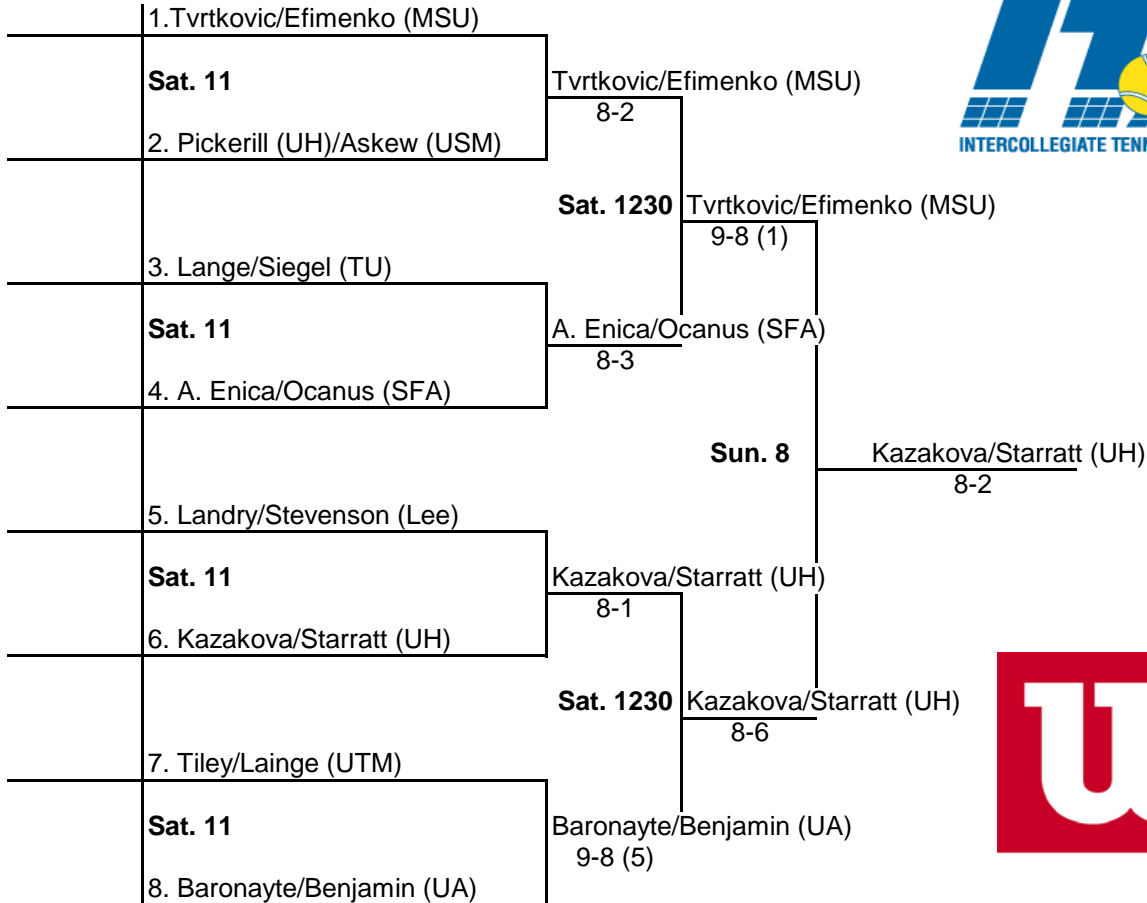 1.Tvrtkovic/Efimenko (MSU)
Sat. 11
Tvrtkovic/Efimenko (MSU)
8-2
2. Pickerill (UH)/Askew (USM)
INTERCOLLEGIATE
Sat. 1230
Tvrtkovic/Efimenko (MSU)
9-8 (1)
3. Lange/Siegel (TU)
Sat. 11
A. Enica/Ocanus (SFA)
8-3
4. A. Enica/Ocanus (SFA)
Sun. 8
Kazakova/Starratt (UH)
8-2
5. Landry/Stevenson (Lee)
Sat. 11
Kazakova/Starratt (UH)
8-1
6. Kazakova/Starratt (UH)
Sat. 1230
Kazakova/Starratt (UH)
8-6
7. Tiley/Lainge (UTM)
Sat. 11
Baronayte/Benjamin (UA)
9-8 (5)
8. Baronayte/Benjamin (UA)